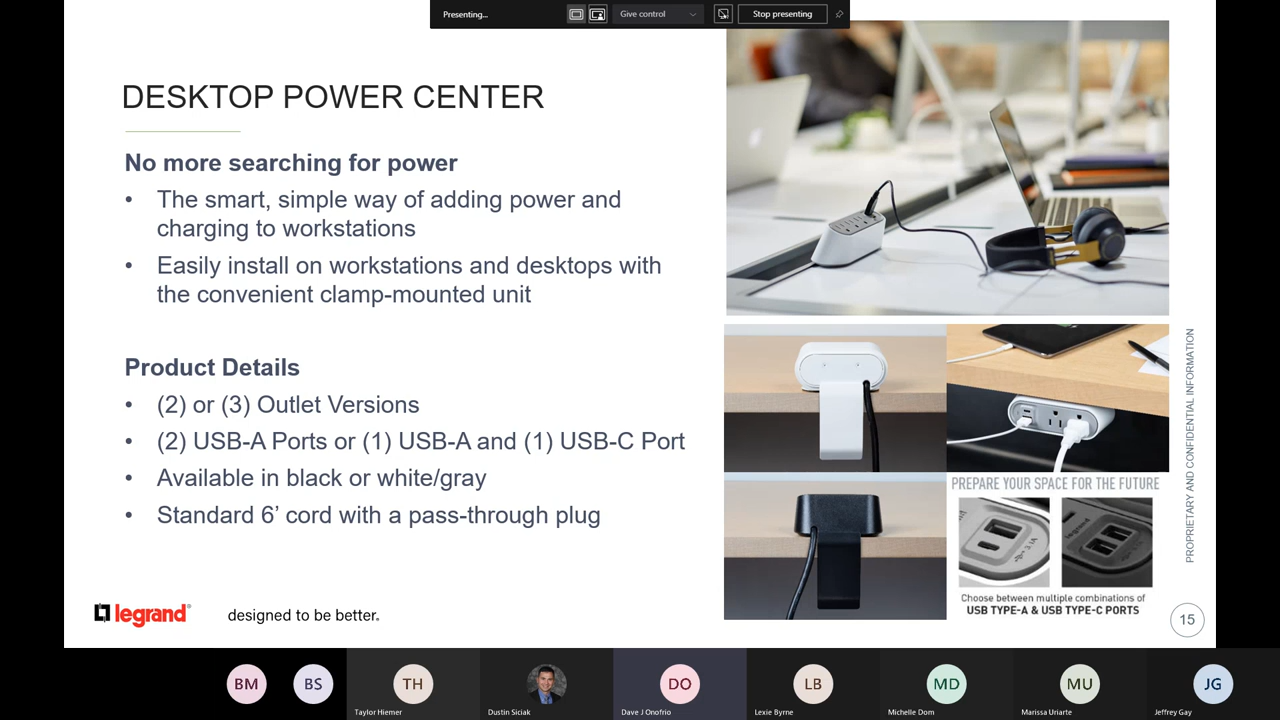 Presenting...
Give control
Stop presenting
DESKTOP POWER CENTER
No more searching for power
• The smart, simple way of adding power and
charging to workstations
• Easily install on workstations and desktops with
the convenient clamp-mounted unit
Product Details
• (2) or (3) Outlet Versions
• (2) USB-A Ports or (1) USB-A and (1) USB-C Port
• Available in black or white/gray
• Standard 6’ cord with a pass-through plug
legrand®
designed to be better.®
PREPARE YOUR SPACE FOR THE FUTURE
3.1A
legrand
Choose between multiple combinations of
USB TYPE-A & USB TYPE-C PORTS
PROPRIETARY AND CONFIDENTIAL INFORMATION
15
BM
BS
TH
Taylor Hiemer
Dustin Siciak
DO
Dave J Onofrio
LB
Lexie Byrne
MD
Michelle Dom
MU
Marissa Uriarte
JG
Jeffrey Gay